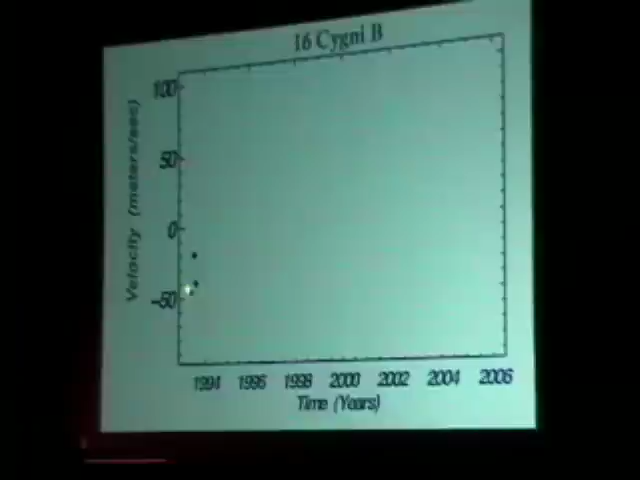 16 Cygni B
100
50
0
-50
Velocity (meters/sec)
1994 1996 1998 2000 2002 2004 2006
Time (Years)